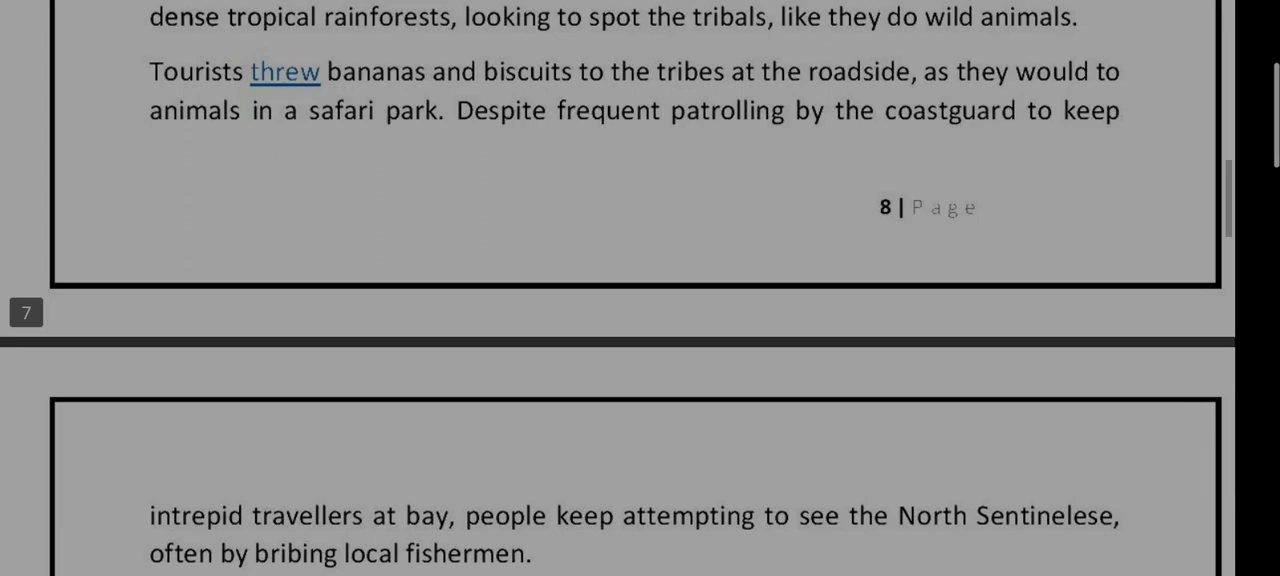 dense tropical rainforests, looking to spot the tribals, like they do wild animals.
Tourists threw bananas and biscuits to the tribes at the roadside, as they would to
animals in a safari park. Despite frequent patrolling by the coastguard to keep
8 | Page
7
intrepid travellers at bay, people keep attempting to see the North Sentinelese,
often by bribing local fishermen.